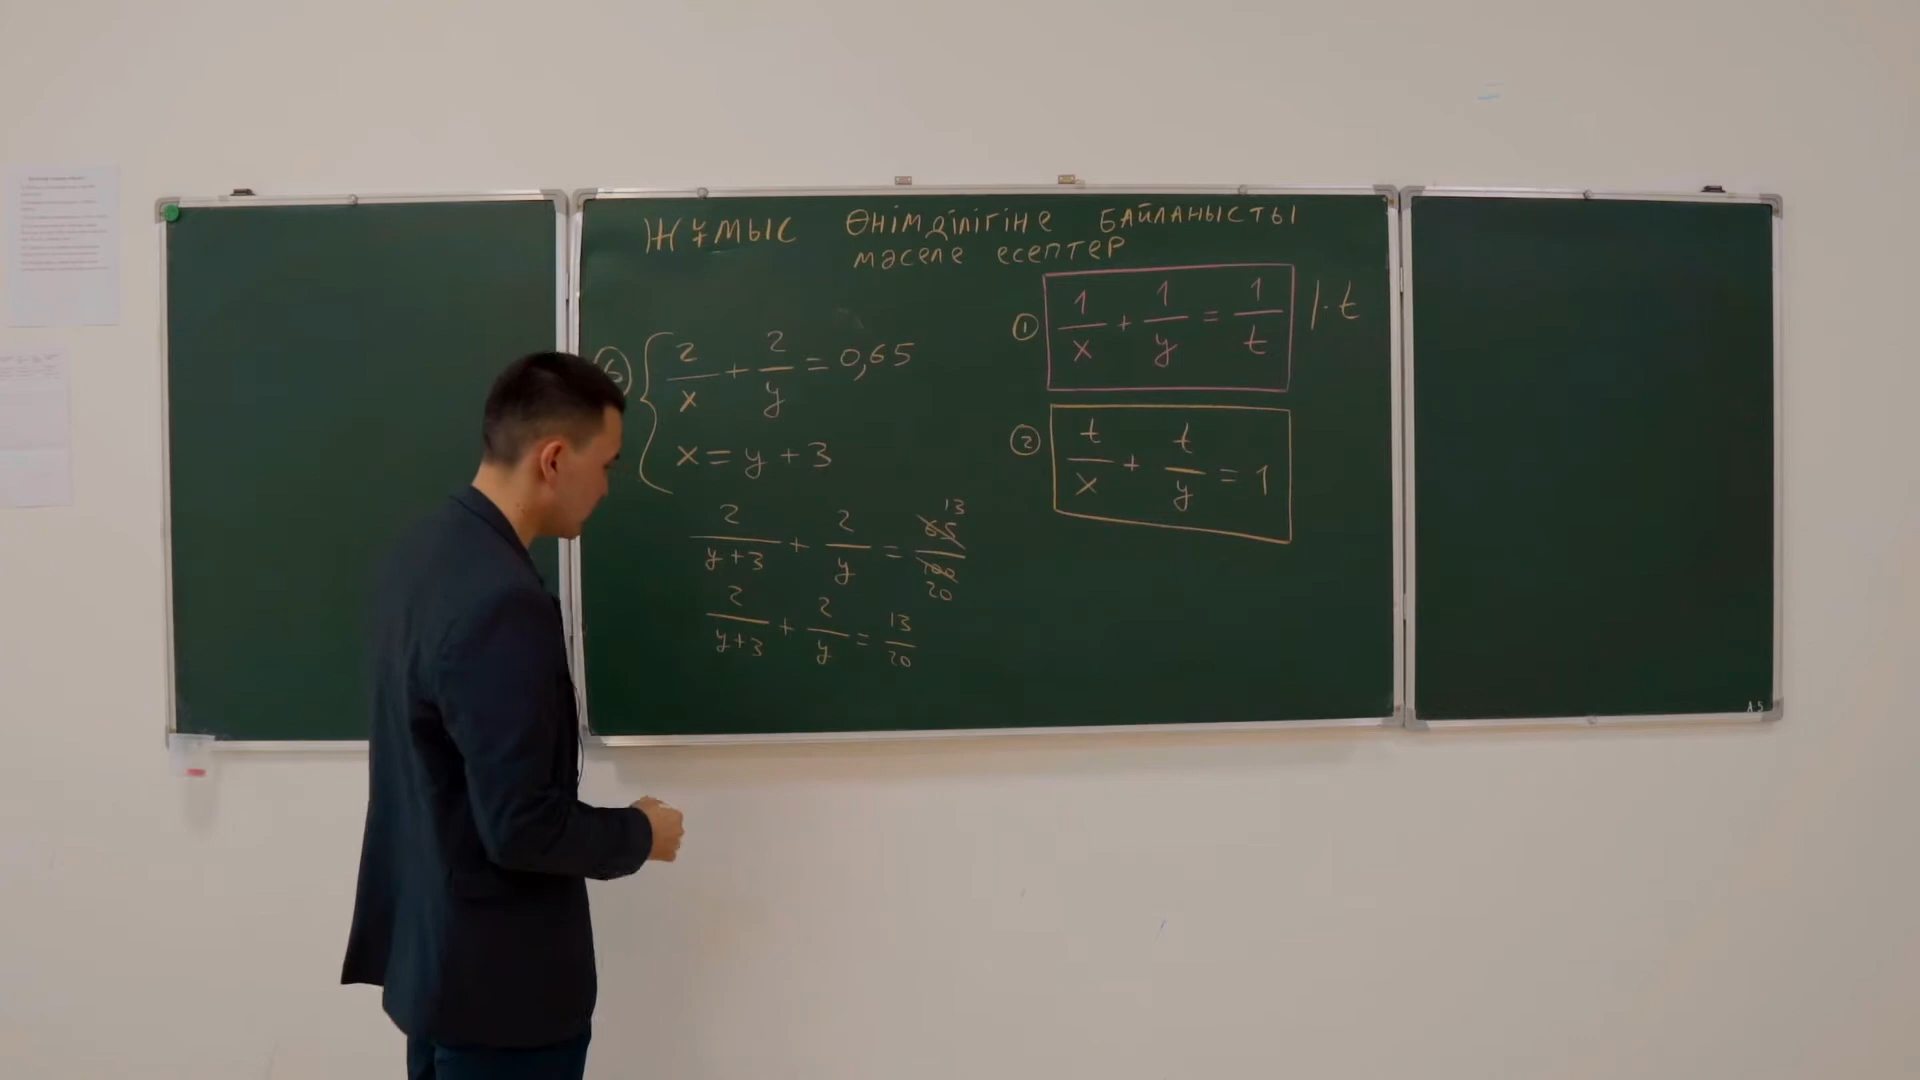 Жұмыс өнімділігіне байланысты
мәселе есептер
6 { 2/x + 2/y = 0,65
x = y + 3
2/(y+3) + 2/y = 65/100 13 20
2/(y+3) + 2/y = 13/20
① 1/x + 1/y = 1/t |·t
② t/x + t/y = 1
A.S